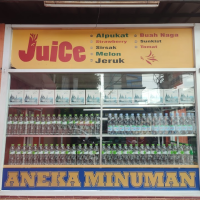 Juice
Alpukat
Strawberry
Sirsak
Melon
Jeruk
Buah Naga
Sunkist
Tomat
ANEKA MINUMAN